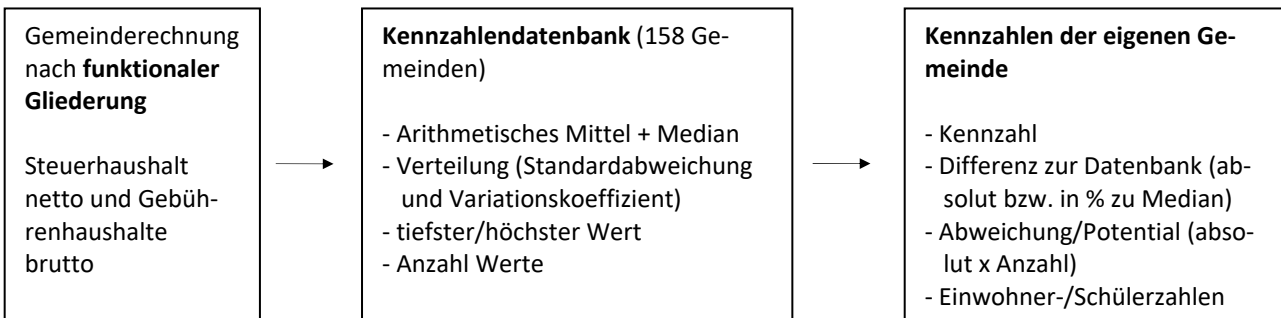 Gemeinderechnung
nach funktionaler
Gliederung
Steuerhaushalt
netto und Gebüh-
renhaushalte
brutto
Kennzahlendatenbank (158 Ge-
meinden)
- Arithmetisches Mittel + Median
- Verteilung (Standardabweichung
und Variationskoeffizient)
- tiefster/höchster Wert
- Anzahl Werte
Kennzahlen der eigenen Ge-
meinde
- Kennzahl
- Differenz zur Datenbank (ab-
solut bzw. in % zu Median)
- Abweichung/Potential (abso-
lut x Anzahl)
- Einwohner-/Schülerzahlen